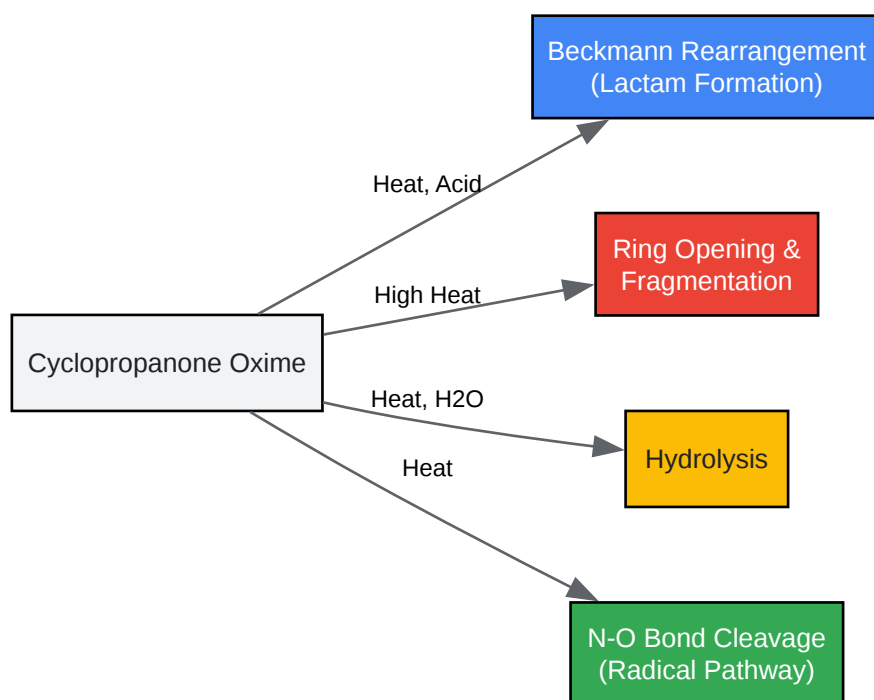 Beckmann Rearrangement
(Lactam Formation)
Heat, Acid
Ring Opening &
Fragmentation
High Heat
Cyclopropanone Oxime
Heat, H2O
Hydrolysis
Heat
N-O Bond Cleavage
(Radical Pathway)